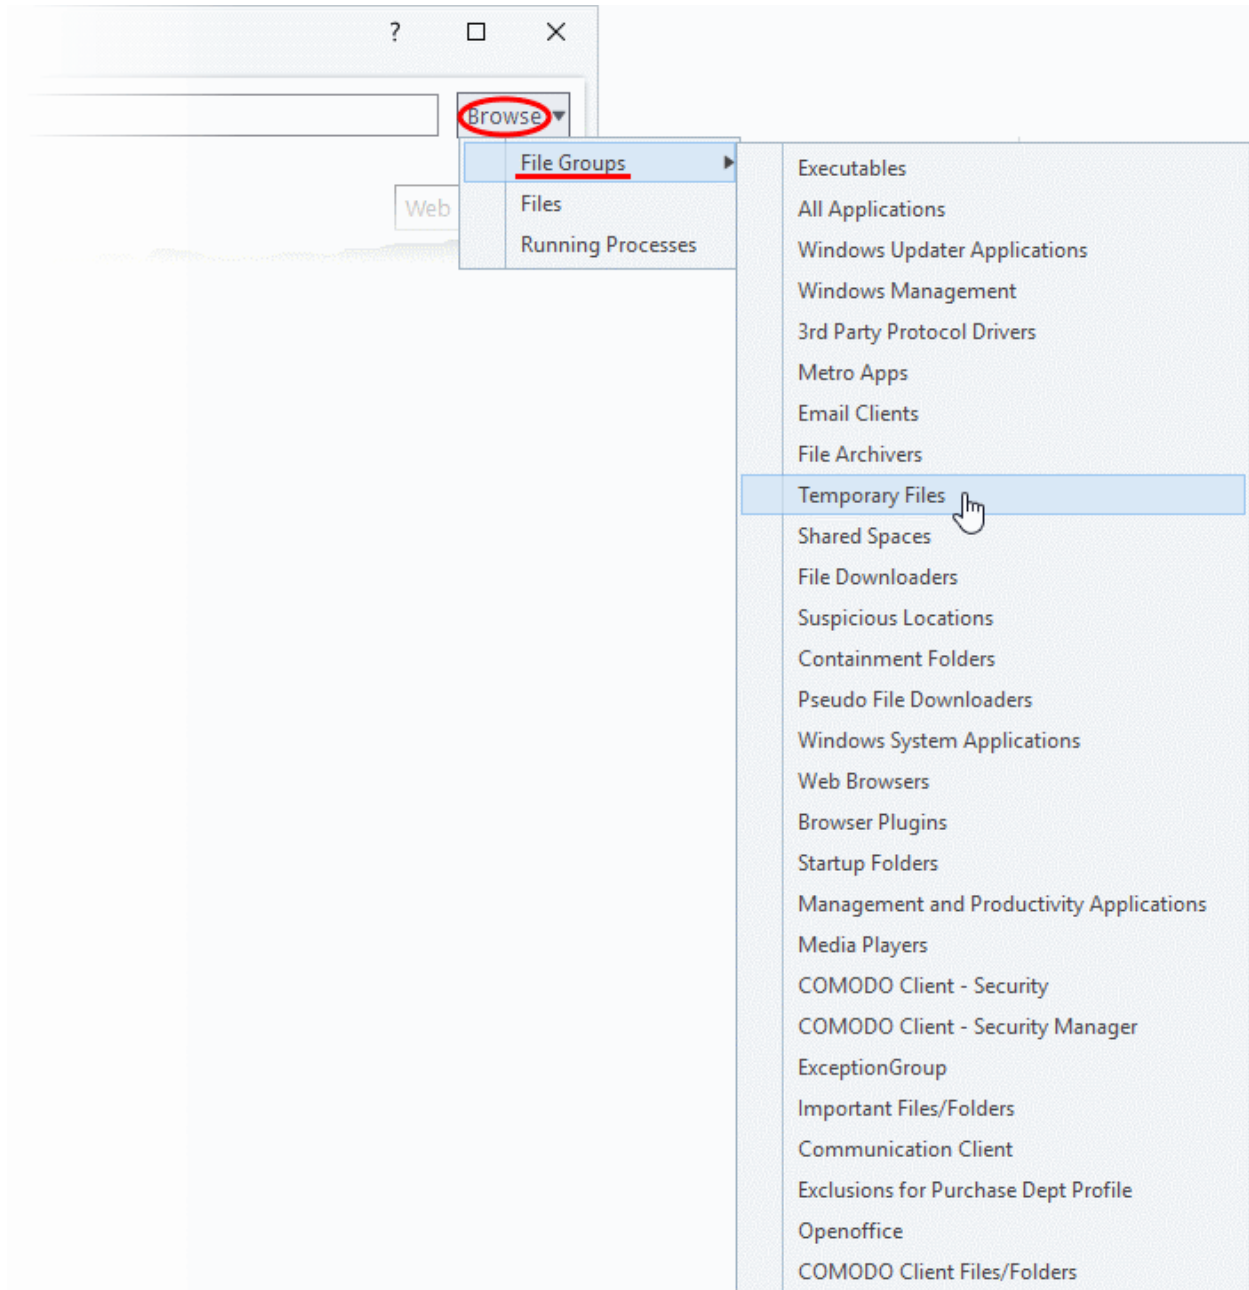 ?
Browse
File Groups
Files
Web
Running Processes
Executables
All Applications
Windows Updater Applications
Windows Management
3rd Party Protocol Drivers
Metro Apps
Email Clients
File Archivers
Temporary Files
Shared Spaces
File Downloaders
Suspicious Locations
Containment Folders
Pseudo File Downloaders
Windows System Applications
Web Browsers
Browser Plugins
Startup Folders
Management and Productivity Applications
Media Players
COMODO Client - Security
COMODO Client - Security Manager
ExceptionGroup
Important Files/Folders
Communication Client
Exclusions for Purchase Dept Profile
Openoffice
COMODO Client Files/Folders